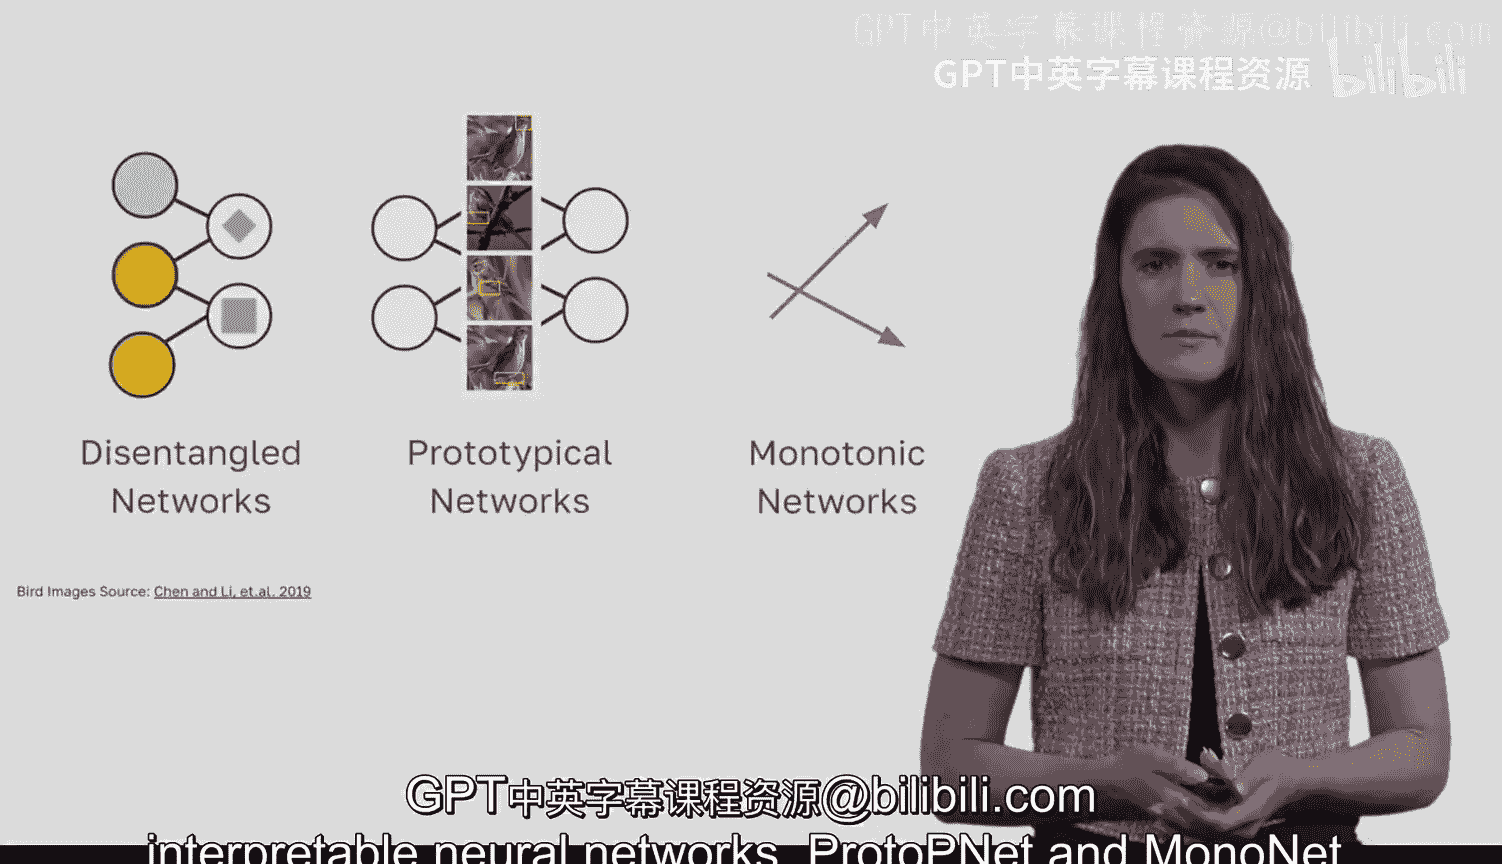 GPT中英字幕课程资源@bilibili.com
GPT中英字幕课程资源 bilibili
Disentangled
Networks
Prototypical
Networks
Monotonic
Networks
Bird Images Source: Chen and Li, et.al. 2019
GPT中英字幕课程资源@bilibili.com
interpretable neural networks, ProtoPNet and MonoNet